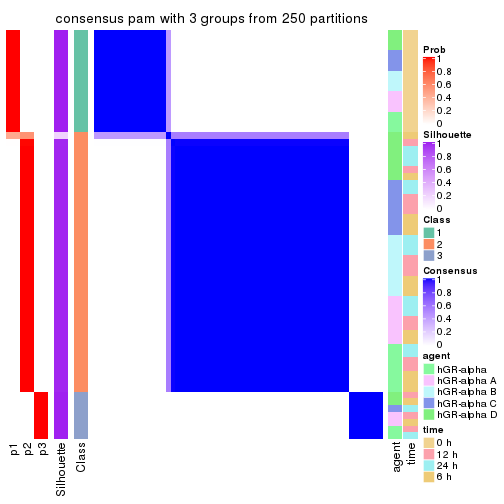 consensus pam with 3 groups from 250 partitions
Prob
1
0.8
0.6
0.4
0.2
0
Silhouette
1
0.8
0.6
0.4
0.2
0
Class
1
2
3
Consensus
1
0.8
0.6
0.4
0.2
0
agent
hGR-alpha
hGR-alpha A
hGR-alpha B
hGR-alpha C
hGR-alpha D
time
0 h
12 h
24 h
6 h
p1
p2
p3
Silhouette
Class
agent
time